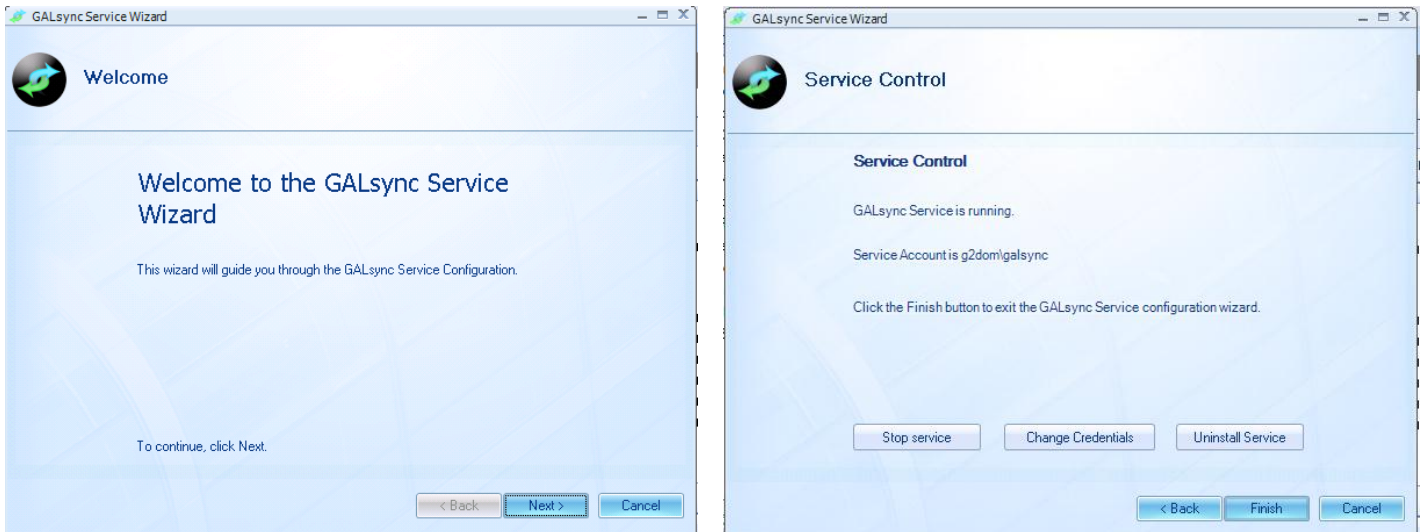 GALsync Service Wizard
Welcome
Welcome to the GALsync Service
Wizard
This wizard will guide you through the GALsync Service Configuration.
To continue, click Next.
< Back
Next >
Cancel
GALsync Service Wizard
Service Control
Service Control
GALsync Service is running.
Service Account is g2dom\galsync
Click the Finish button to exit the GALsync Service configuration wizard.
Stop service
Change Credentials
Uninstall Service
< Back
Finish
Cancel